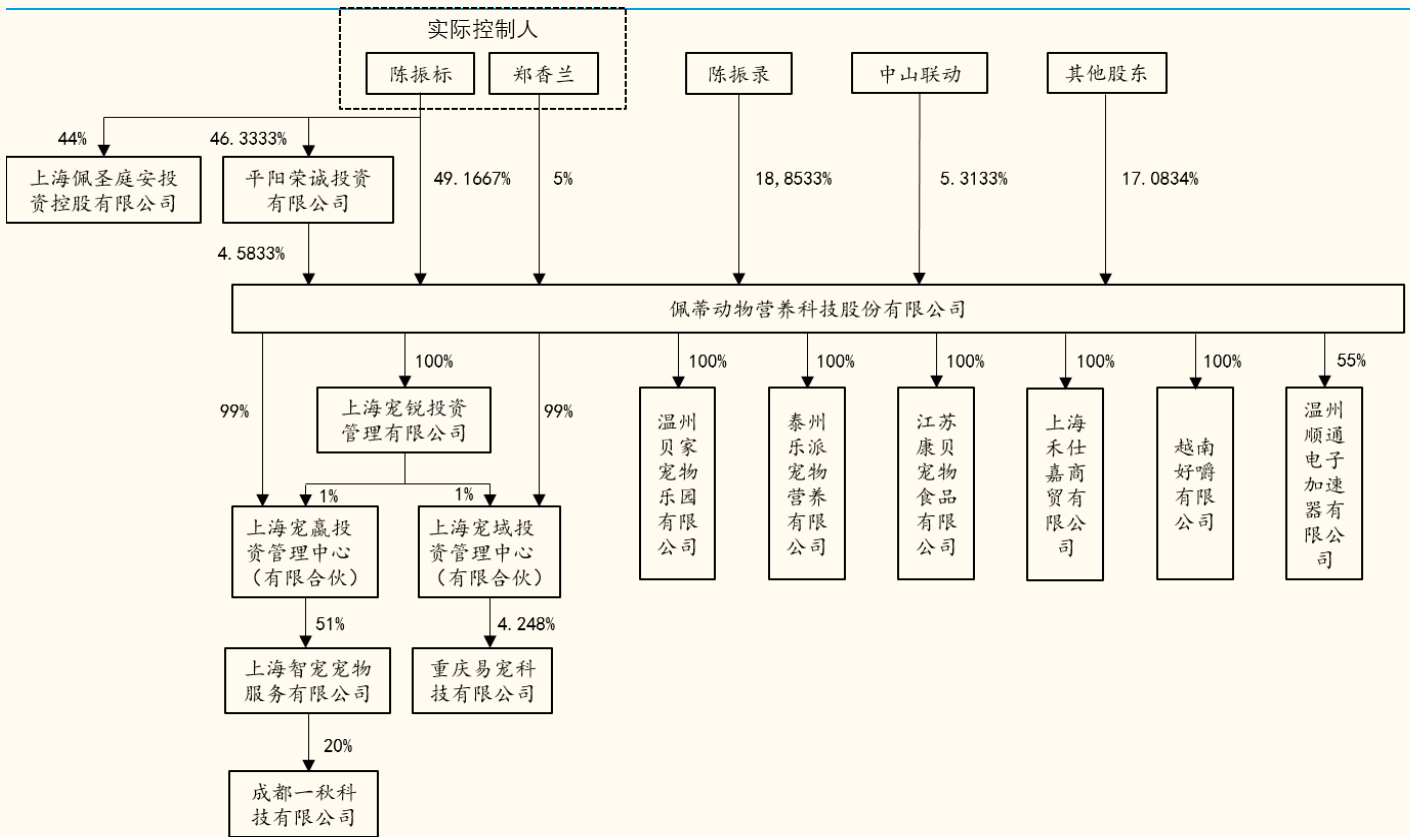 实际控制人
陈振标
郑香兰
陈振录
中山联动
其他股东
44%
46.3333%
上海佩圣庭安投
资控股有限公司
平阳荣诚投资
有限公司
49.1667%
5%
18,8533%
5.3133%
17.0834%
4.5833%
佩蒂动物营养科技股份有限公司
100%
100%
100%
100%
100%
100%
55%
99%
上海宠锐投资
管理有限公司
99%
温州
贝家
宠物
乐园
有限
公司
泰州
乐派
宠物
营养
有限
公司
江苏
康贝
宠物
食品
有限
公司
上海
禾仕
嘉商
贸有
限公
司
越南
好嚼
有限
公司
温州
顺通
电子
加速
器有
限公
司
1%
1%
上海宠赢投
资管理中心
（有限合伙）
上海宠域投
资管理中心
（有限合伙）
51%
4.248%
上海智宠宠物
服务有限公司
重庆易宠科
技有限公司
20%
成都一秋科
技有限公司